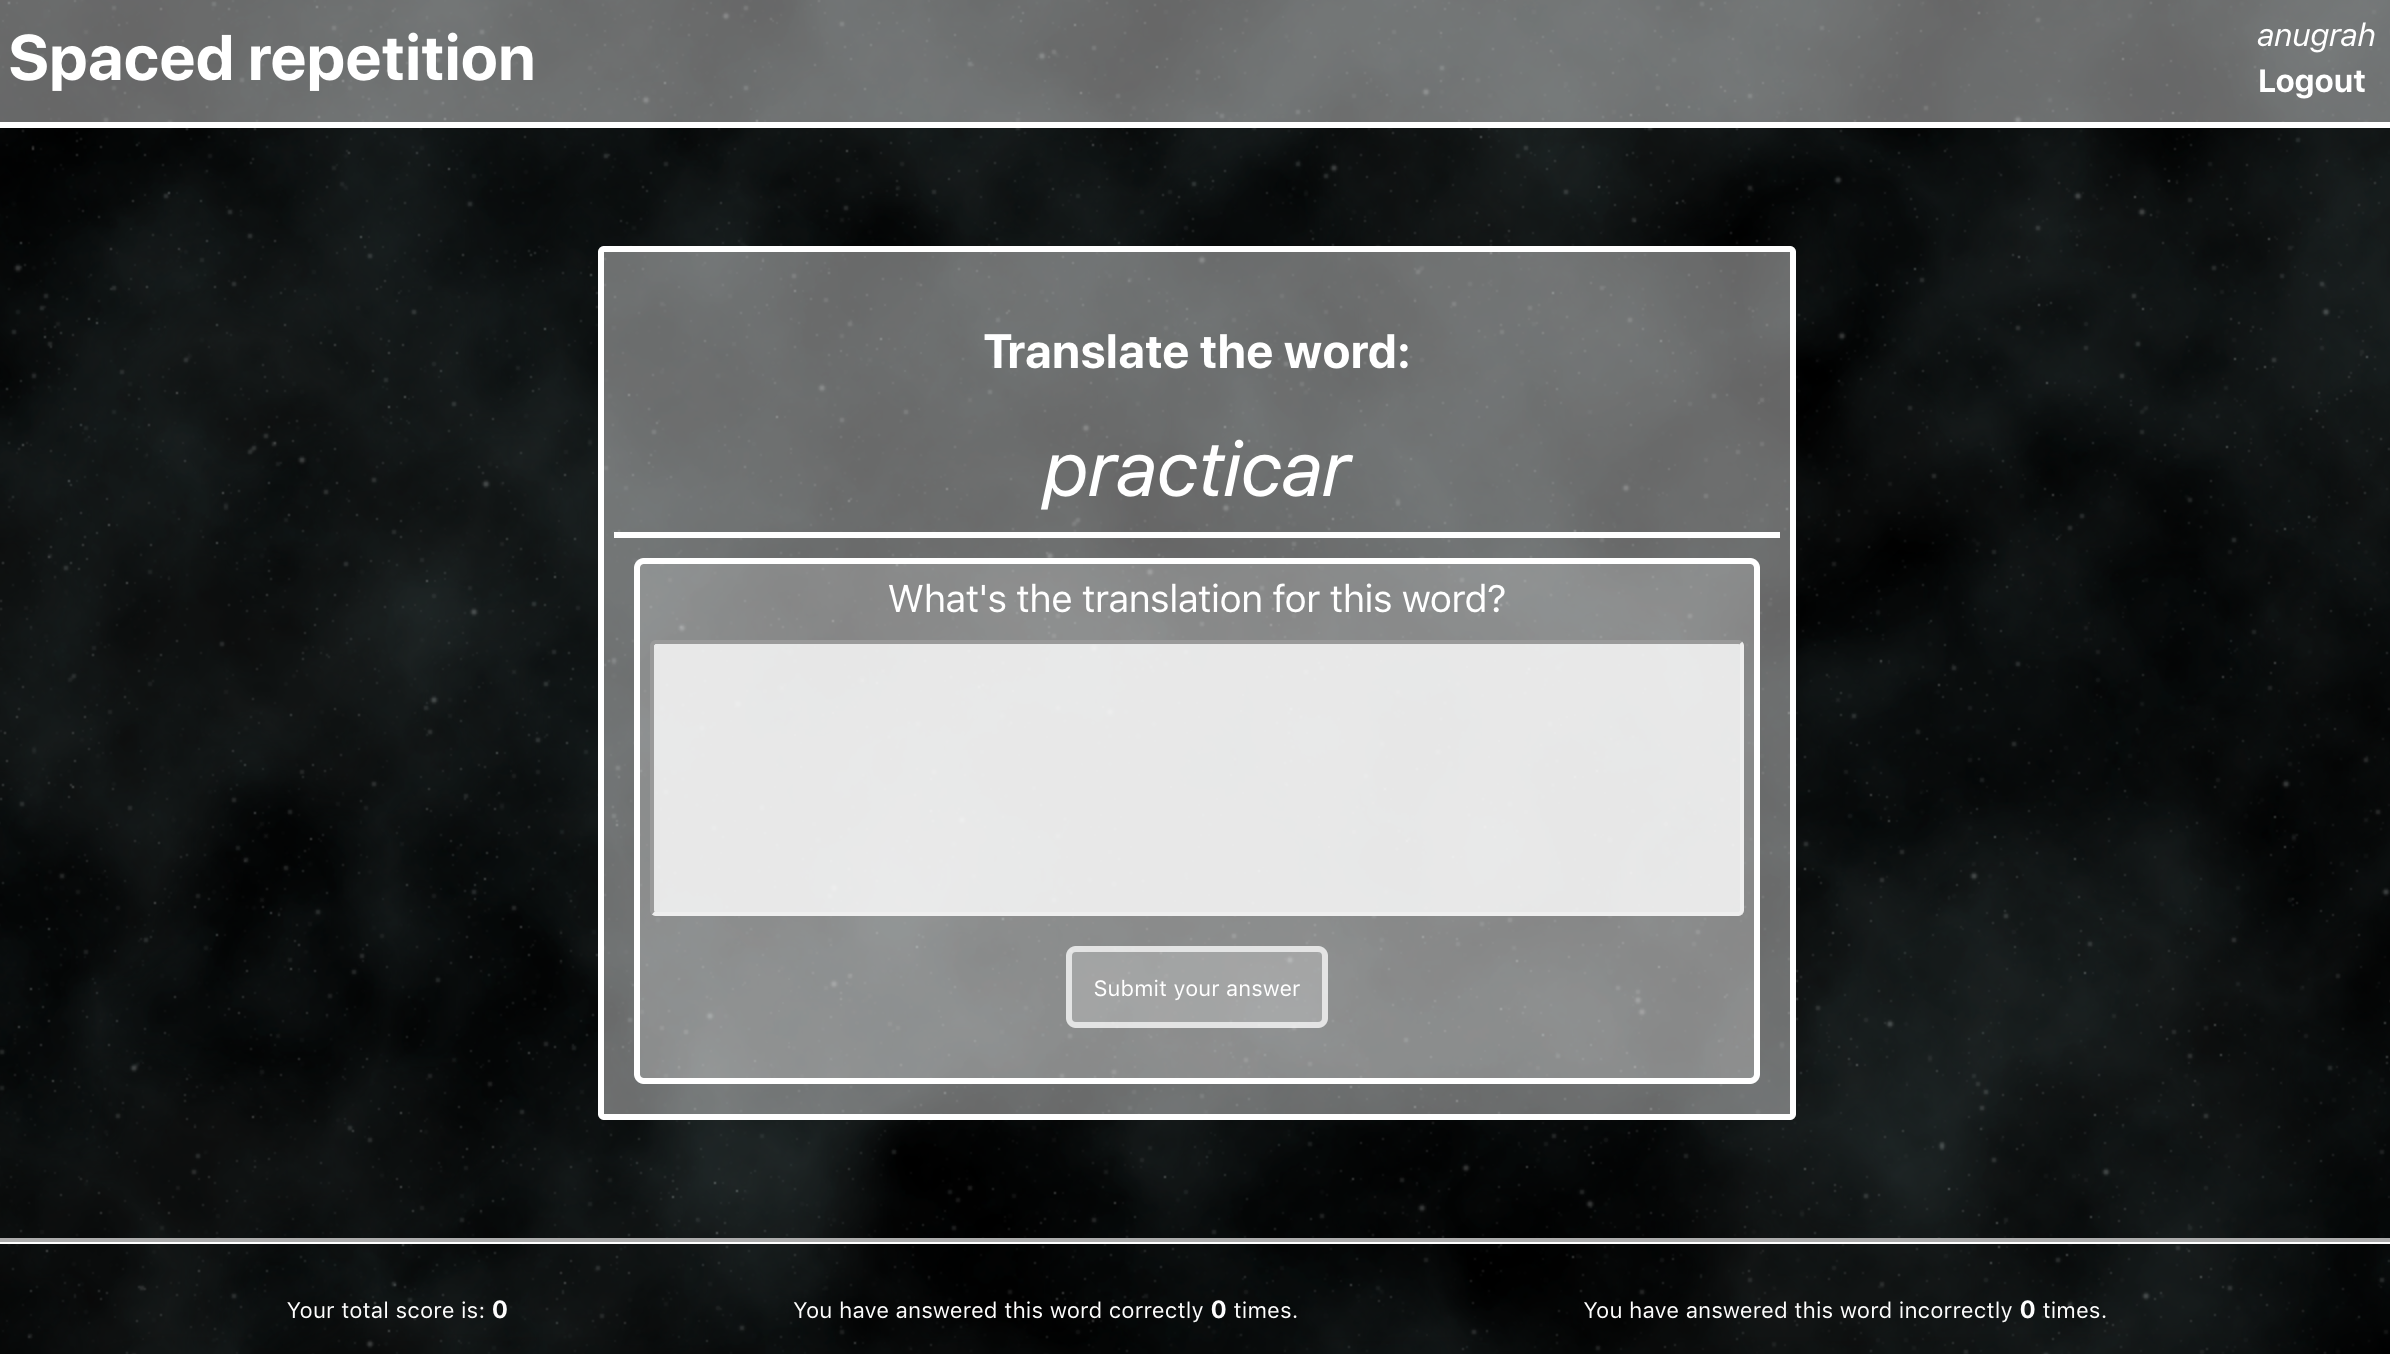 Spaced repetition
anugrah
Logout
Translate the word:
practicar
What's the translation for this word?
Submit your answer
Your total score is: 0
You have answered this word correctly 0 times.
You have answered this word incorrectly 0 times.